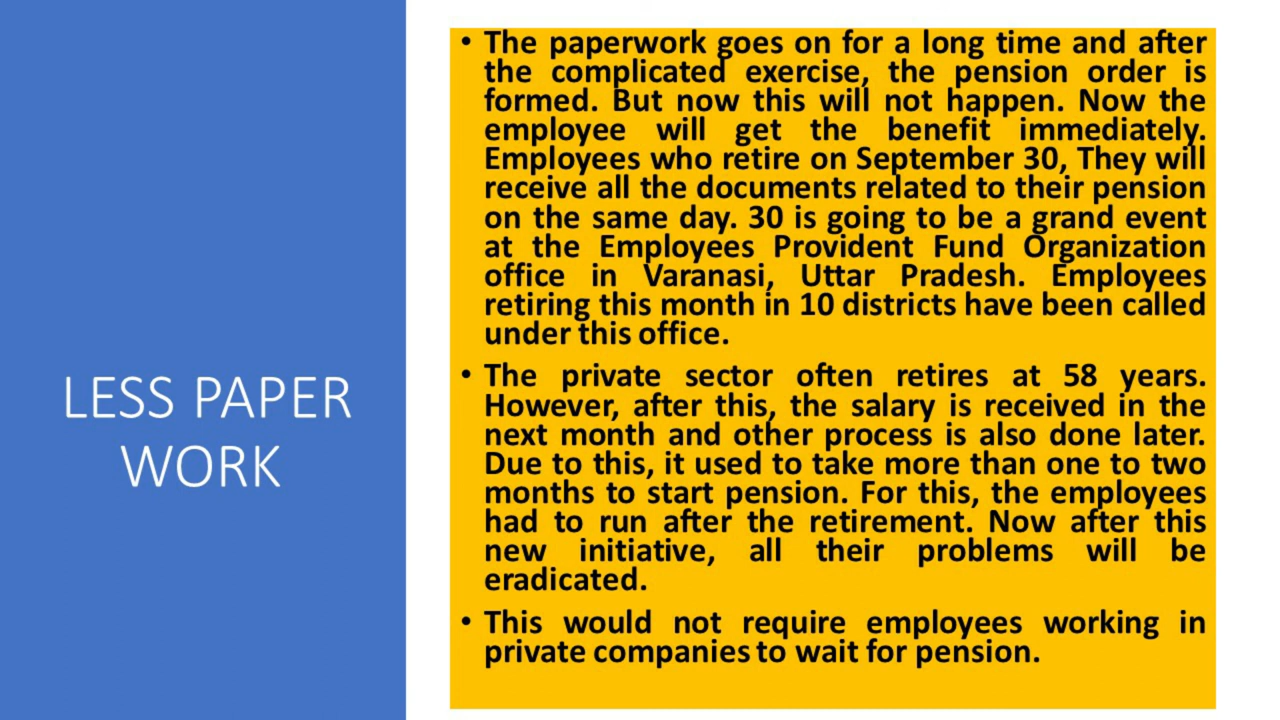 LESS PAPER
WORK
• The paperwork goes on for a long time and after
the complicated exercise, the pension order is
formed. But now this will not happen. Now the
employee will get the benefit immediately.
Employees who retire on September 30, They will
receive all the documents related to their pension
on the same day. 30 is going to be a grand event
at the Employees Provident Fund Organization
office in Varanasi, Uttar Pradesh. Employees
retiring this month in 10 districts have been called
under this office.
• The private sector often retires at 58 years.
However, after this, the salary is received in the
next month and other process is also done later.
Due to this, it used to take more than one to two
months to start pension. For this, the employees
had to run after the retirement. Now after this
new initiative, all their problems will be
eradicated.
• This would not require employees working in
private companies to wait for pension.